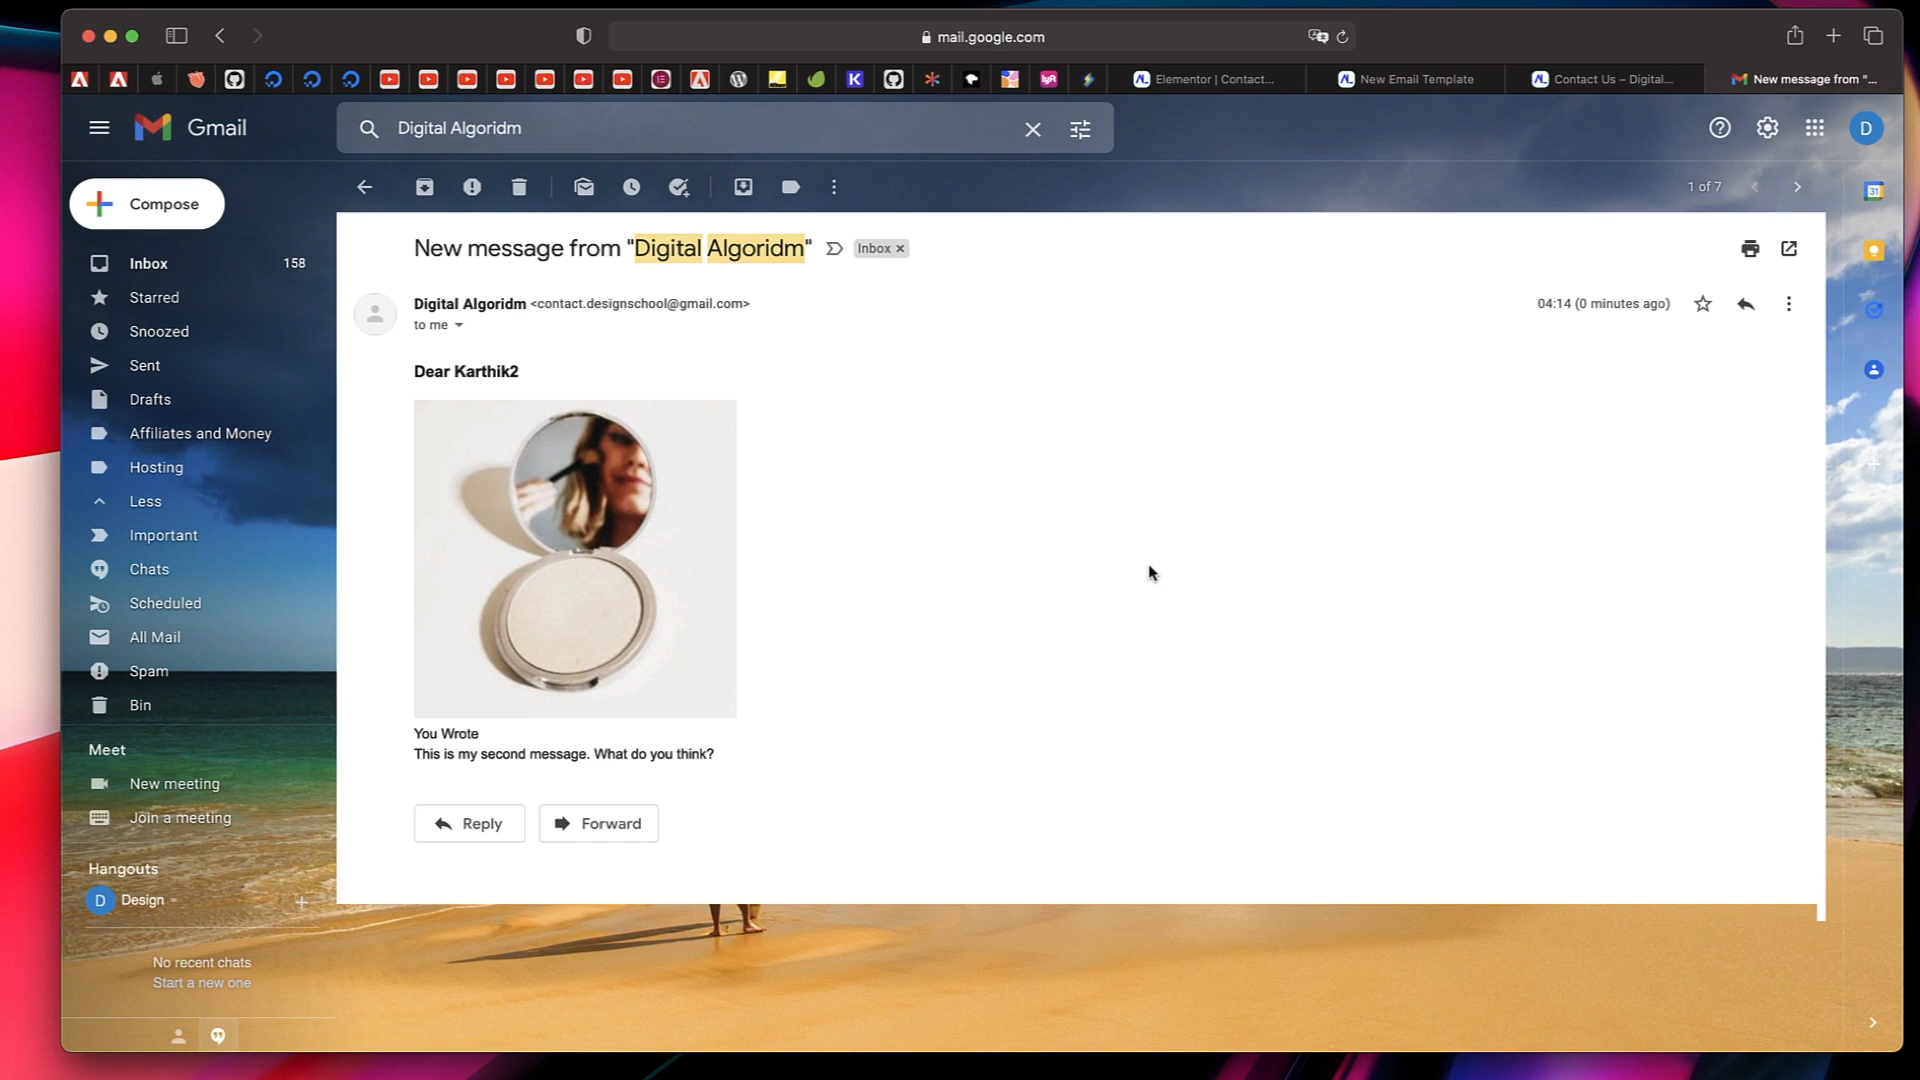 mail.google.com
Elementor | Contact...
New Email Template
Contact Us – Digital...
New message from "...
Gmail
Digital Algoridm
D
Compose
1 of 7
31
Inbox 158
Starred
Snoozed
Sent
Drafts
Affiliates and Money
Hosting
Less
Important
Chats
Scheduled
All Mail
Spam
Bin
Meet
New meeting
Join a meeting
Hangouts
D Design
No recent chats
Start a new one
New message from "Digital Algoridm"
Inbox
Digital Algoridm <contact.designschool@gmail.com>
04:14 (0 minutes ago)
to me
Dear Karthik2
You Wrote
This is my second message. What do you think?
Reply
Forward